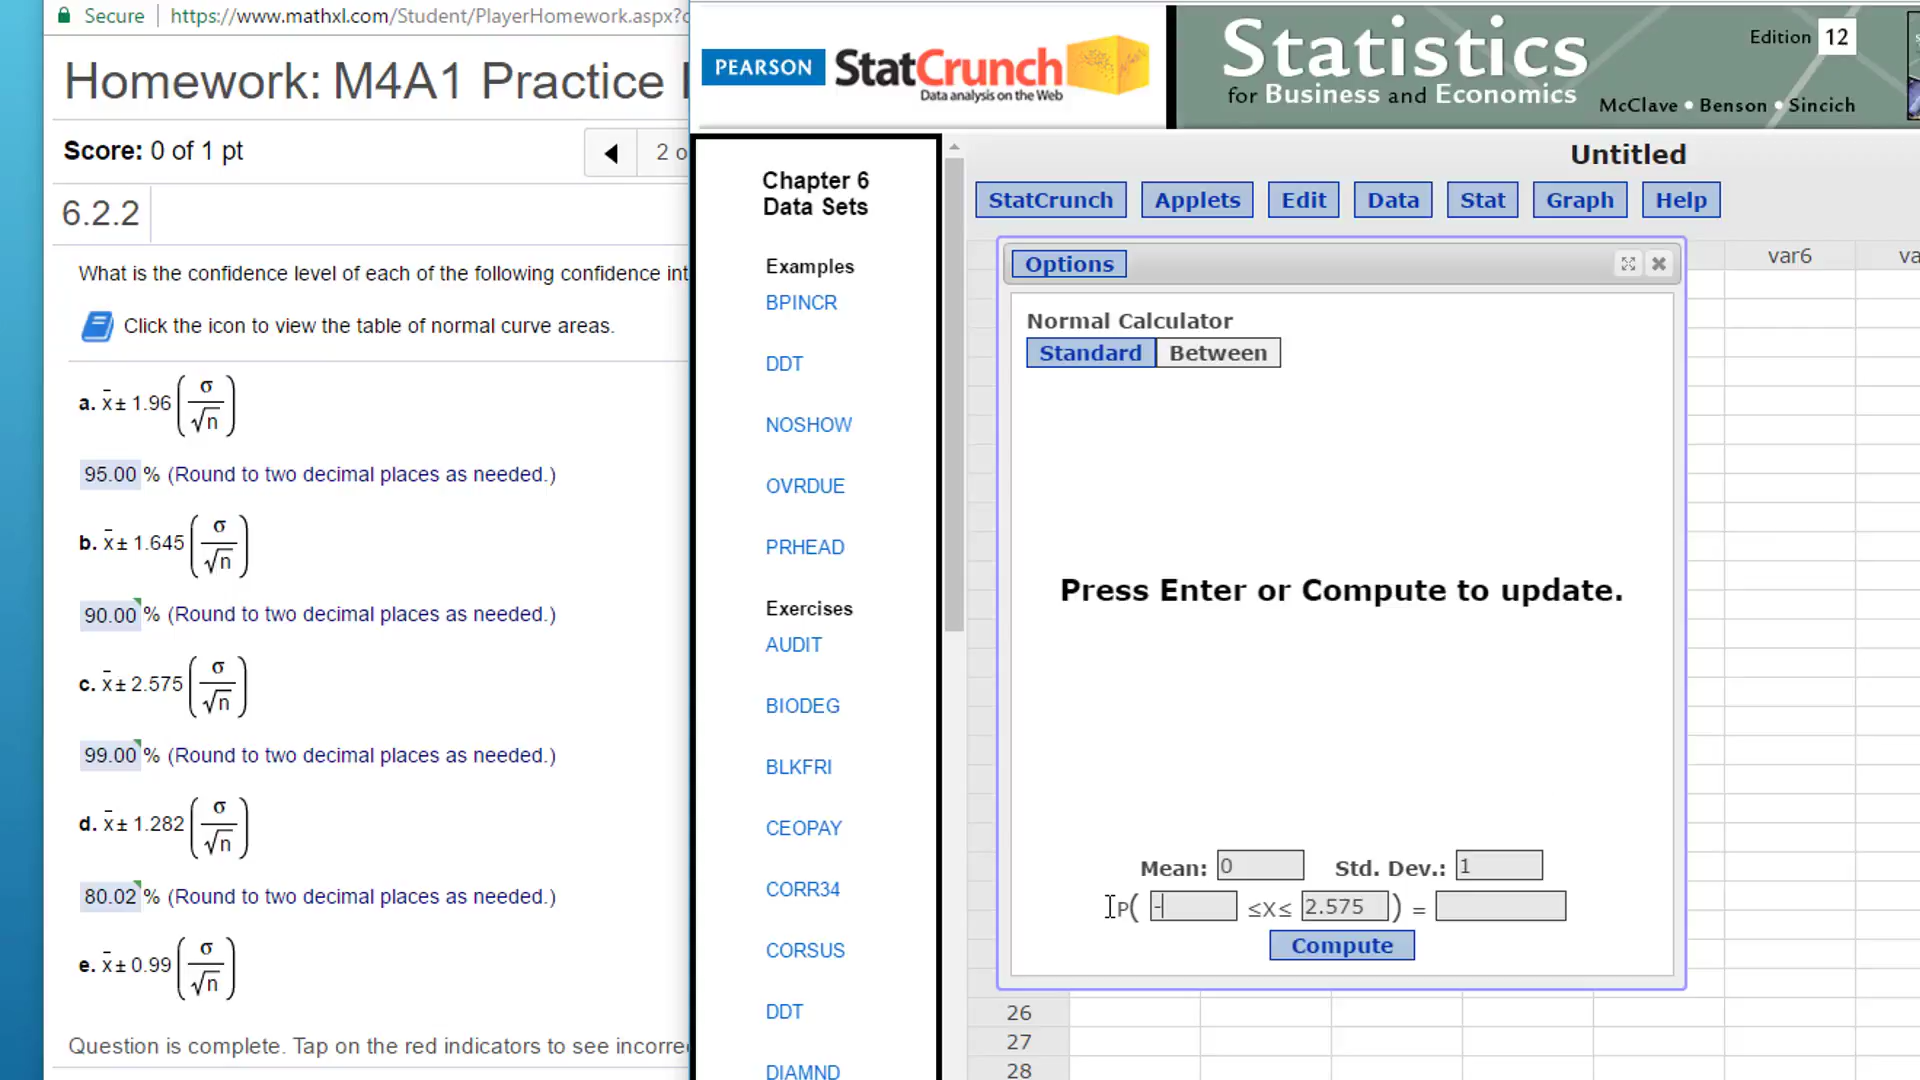 Secure | https://www.mathxl.com/Student/PlayerHomework.aspx?
Homework: M4A1 Practice
Score: 0 of 1 pt
2 o
6.2.2
What is the confidence level of each of the following confidence int
Click the icon to view the table of normal curve areas.
a. x̄ ± 1.96 (σ/√n)
95.00 % (Round to two decimal places as needed.)
b. x̄ ± 1.645 (σ/√n)
90.00 % (Round to two decimal places as needed.)
c. x̄ ± 2.575 (σ/√n)
99.00 % (Round to two decimal places as needed.)
d. x̄ ± 1.282 (σ/√n)
80.02 % (Round to two decimal places as needed.)
e. x̄ ± 0.99 (σ/√n)
Question is complete. Tap on the red indicators to see incorre
PEARSON
StatCrunch
Data analysis on the Web
Statistics
for Business and Economics
Edition 12
McClave • Benson • Sincich
Chapter 6
Data Sets
Examples
BPINCR
DDT
NOSHOW
OVRDUE
PRHEAD
Exercises
AUDIT
BIODEG
BLKFRI
CEOPAY
CORR34
CORSUS
DDT
DIAMND
Untitled
StatCrunch Applets Edit Data Stat Graph Help
var6 va
Options
Normal Calculator
Standard Between
Press Enter or Compute to update.
Mean: 0 Std. Dev.: 1
P( - ≤X≤ 2.575 ) =
Compute
26
27
28